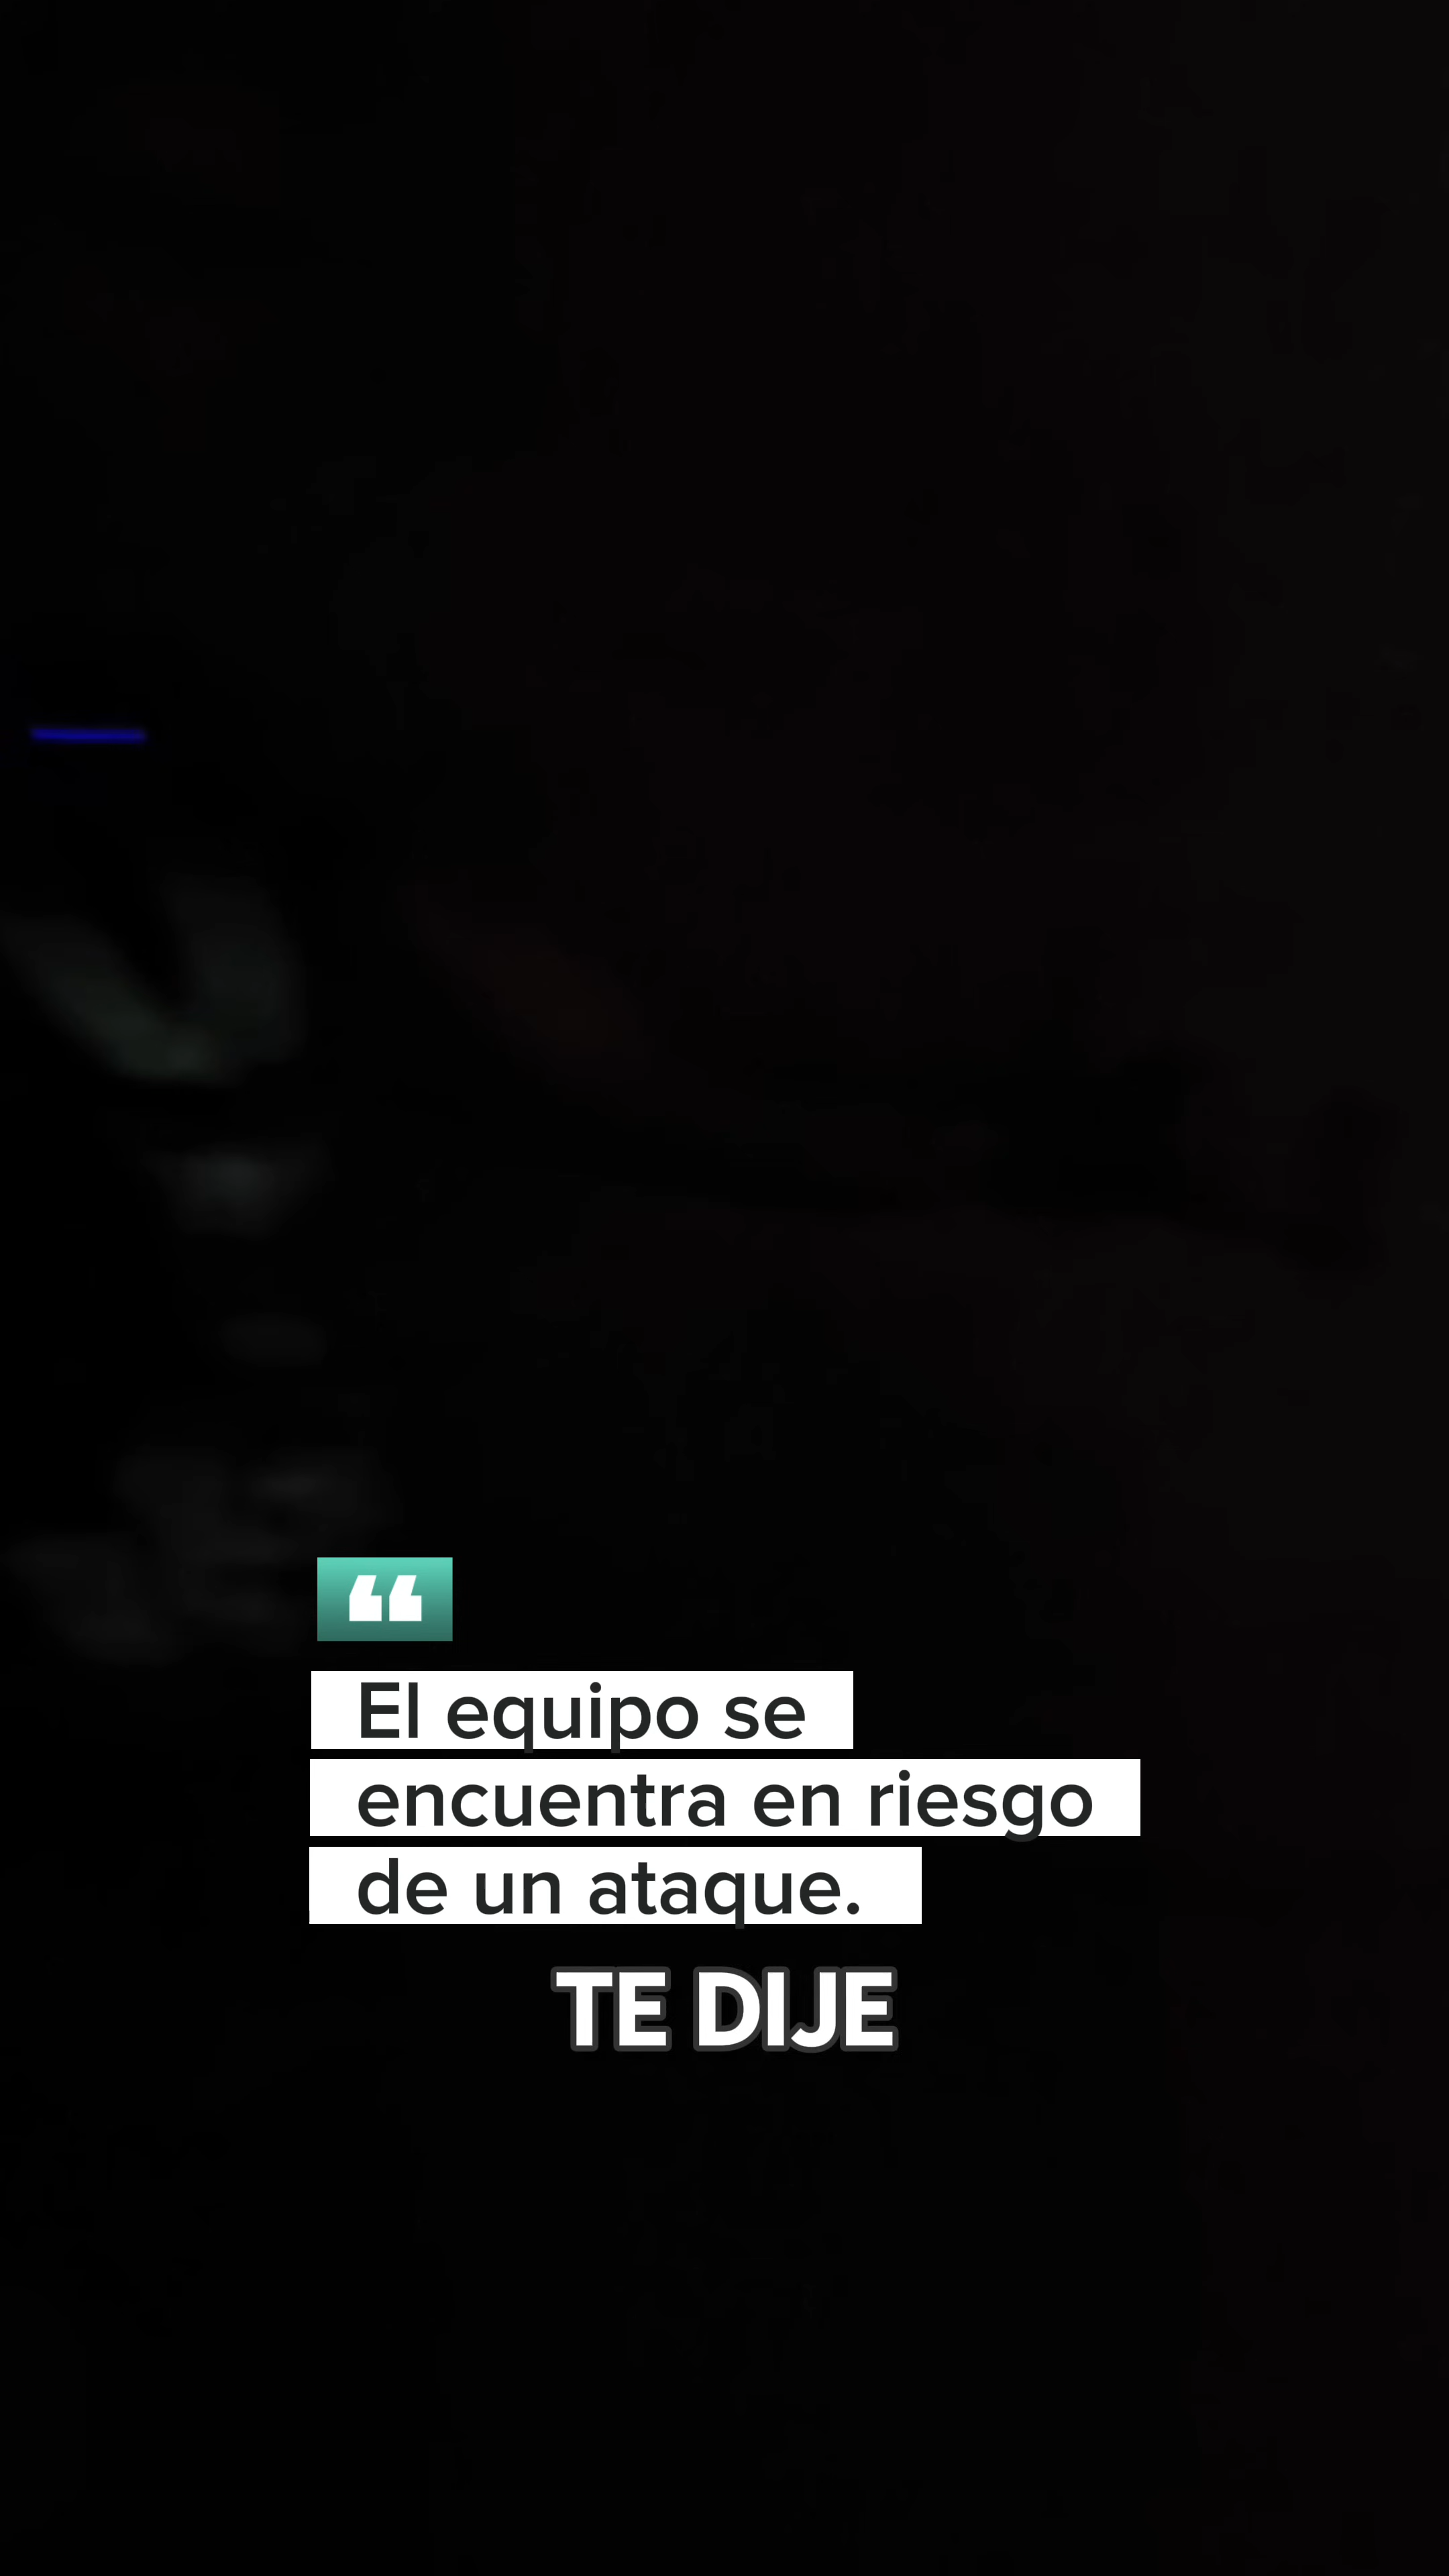 “
El equipo se
encuentra en riesgo
de un ataque.
TE DIJE